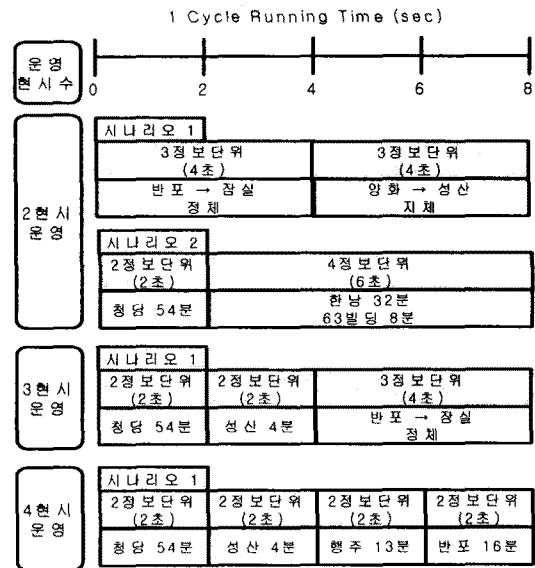 1 Cycle Running Time (sec)
운영
현시수
0 2 4 6 8
2현시
운영
시나리오 1
3정보단위
(4초)
3정보단위
(4초)
반포 → 잠실
정체
양화 → 성산
지체
시나리오 2
2정보단위
(2초)
4정보단위
(6초)
청담 54분
한남 32분
63빌딩 8분
3현시
운영
시나리오 1
2정보단위
(2초)
2정보단위
(2초)
3정보단위
(4초)
청담 54분
성산 4분
반포 → 잠실
정체
4현시
운영
시나리오 1
2정보단위
(2초)
2정보단위
(2초)
2정보단위
(2초)
2정보단위
(2초)
청담 54분
성산 4분
행주 13분
반포 16분